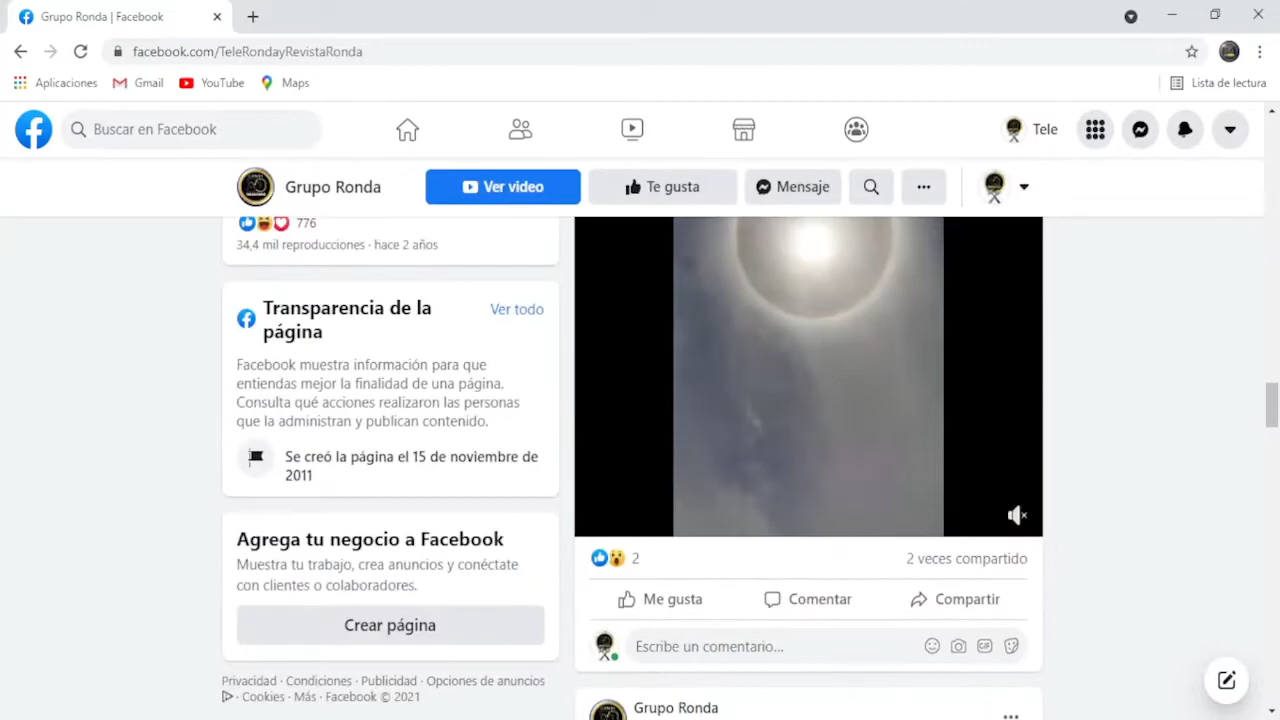 Grupo Ronda | Facebook
facebook.com/TeleRondayRevistaRonda
Aplicaciones
Gmail
YouTube
Maps
Lista de lectura
Buscar en Facebook
Tele
Grupo Ronda
Ver video
Te gusta
Mensaje
776
34,4 mil reproducciones · hace 2 años
Transparencia de la
página
Ver todo
Facebook muestra información para que
entiendas mejor la finalidad de una página.
Consulta qué acciones realizaron las personas
que la administran y publican contenido.
Se creó la página el 15 de noviembre de
2011
Agrega tu negocio a Facebook
Muestra tu trabajo, crea anuncios y conéctate
con clientes o colaboradores.
Crear página
Privacidad · Condiciones · Publicidad · Opciones de anuncios
· Cookies · Más · Facebook © 2021
2
2 veces compartido
Me gusta
Comentar
Compartir
Escribe un comentario...
GIF
Grupo Ronda